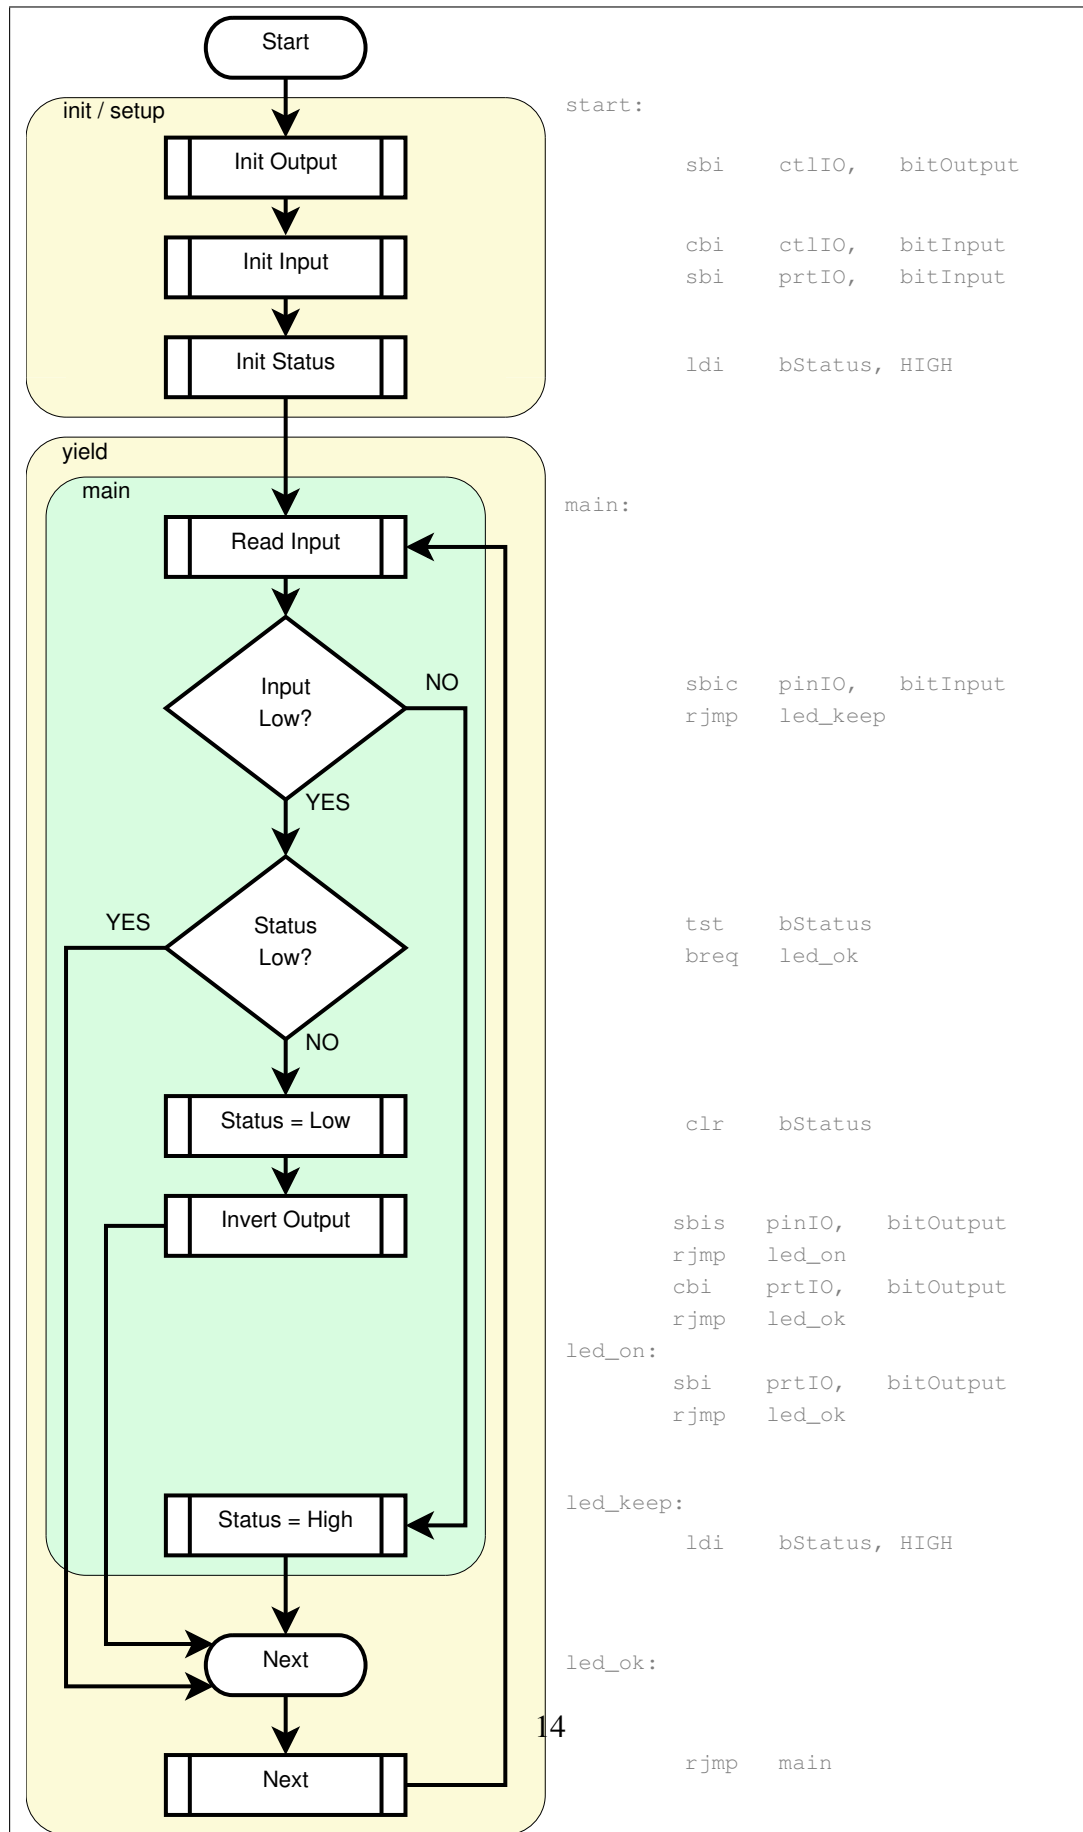 Start
init / setup
start:
Init Output
sbi ctlIO, bitOutput
Init Input
cbi ctlIO, bitInput
sbi prtIO, bitInput
Init Status
ldi bStatus, HIGH
yield
main
main:
Read Input
Input
Low?
NO
sbic pinIO, bitInput
rjmp led_keep
YES
Status
Low?
YES
tst bStatus
breq led_ok
NO
Status = Low
clr bStatus
Invert Output
sbis pinIO, bitOutput
rjmp led_on
cbi prtIO, bitOutput
rjmp led_ok
led_on:
sbi prtIO, bitOutput
rjmp led_ok
led_keep:
Status = High
ldi bStatus, HIGH
Next
led_ok:
14
Next
rjmp main